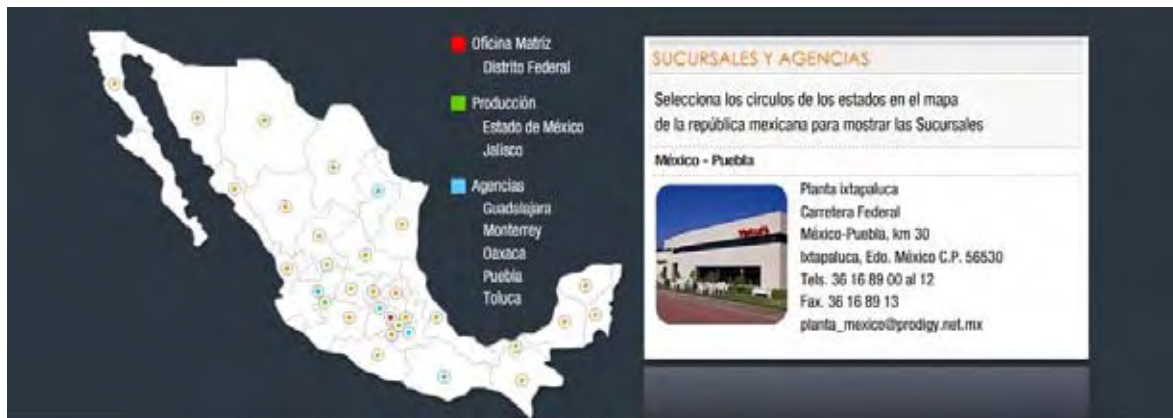 Oficina Matriz
Distrito Federal
Producción
Estado de México
Jalisco
Agencias
Guadalajara
Monterrey
Oaxaca
Puebla
Toluca
SUCURSALES Y AGENCIAS
Selecciona los circulos de los estados en el mapa
de la república mexicana para mostrar las Sucursales
México - Puebla
Planta ixtapaluca
Carretera Federal
México-Puebla, km 30
Ixtapaluca, Edo. México C.P. 56530
Tels. 36 16 89 00 al 12
Fax. 36 16 89 13
planta_mexico@prodigy.net.mx